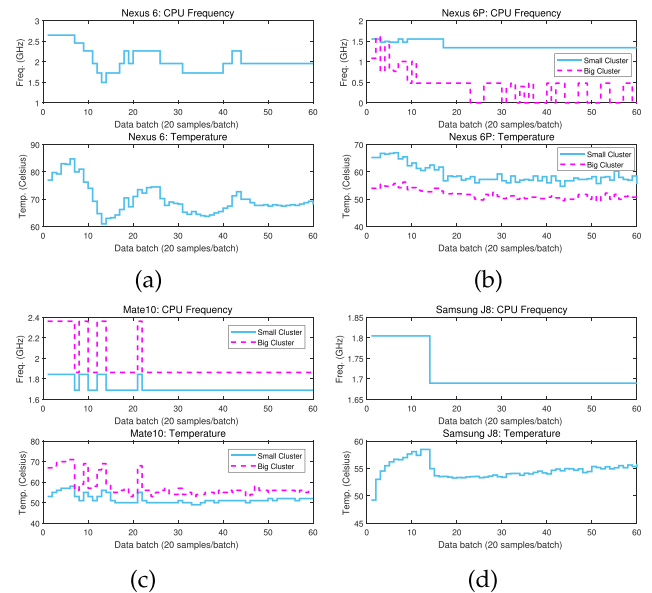 Nexus 6: CPU Frequency
3
2.5
2
1.5
1
Freq. (GHz)
0 10 20 30 40 50 60
Data batch (20 samples/batch)
Nexus 6: Temperature
90
80
70
60
Temp. (Celsius)
0 10 20 30 40 50 60
Data batch (20 samples/batch)
(a)
Nexus 6P: CPU Frequency
2
1.5
1
0.5
0
Freq. (GHz)
Small Cluster
Big Cluster
0 10 20 30 40 50 60
Data batch (20 samples/batch)
Nexus 6P: Temperature
70
60
50
40
Temp. (Celsius)
Small Cluster
Big Cluster
0 10 20 30 40 50 60
Data batch (20 samples/batch)
(b)
Mate10: CPU Frequency
2.4
2.2
2
1.8
1.6
Freq. (GHz)
Small Cluster
Big Cluster
0 10 20 30 40 50 60
Data batch (20 samples/batch)
Mate10: Temperature
80
70
60
50
40
Temp. (Celsius)
Small Cluster
Big Cluster
0 10 20 30 40 50 60
Data batch (20 samples/batch)
(c)
Samsung J8: CPU Frequency
1.85
1.8
1.75
1.7
1.65
Freq. (GHz)
0 10 20 30 40 50 60
Data batch (20 samples/batch)
Samsung J8: Temperature
60
55
50
45
Temp. (Celsius)
0 10 20 30 40 50 60
Data batch (20 samples/batch)
(d)